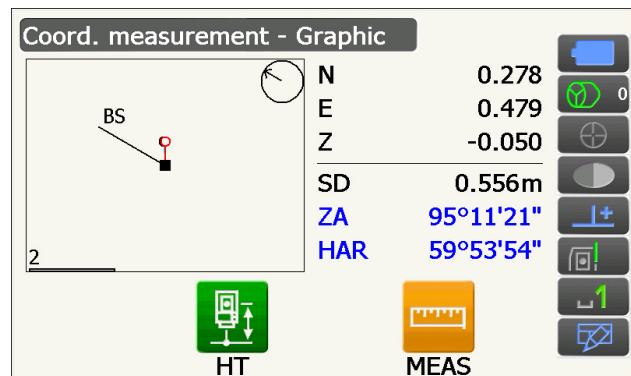 Coord. measurement - Graphic
BS
2
N 0.278
E 0.479
Z -0.050
SD 0.556m
ZA 95°11'21"
HAR 59°53'54"
0
1
HT
MEAS